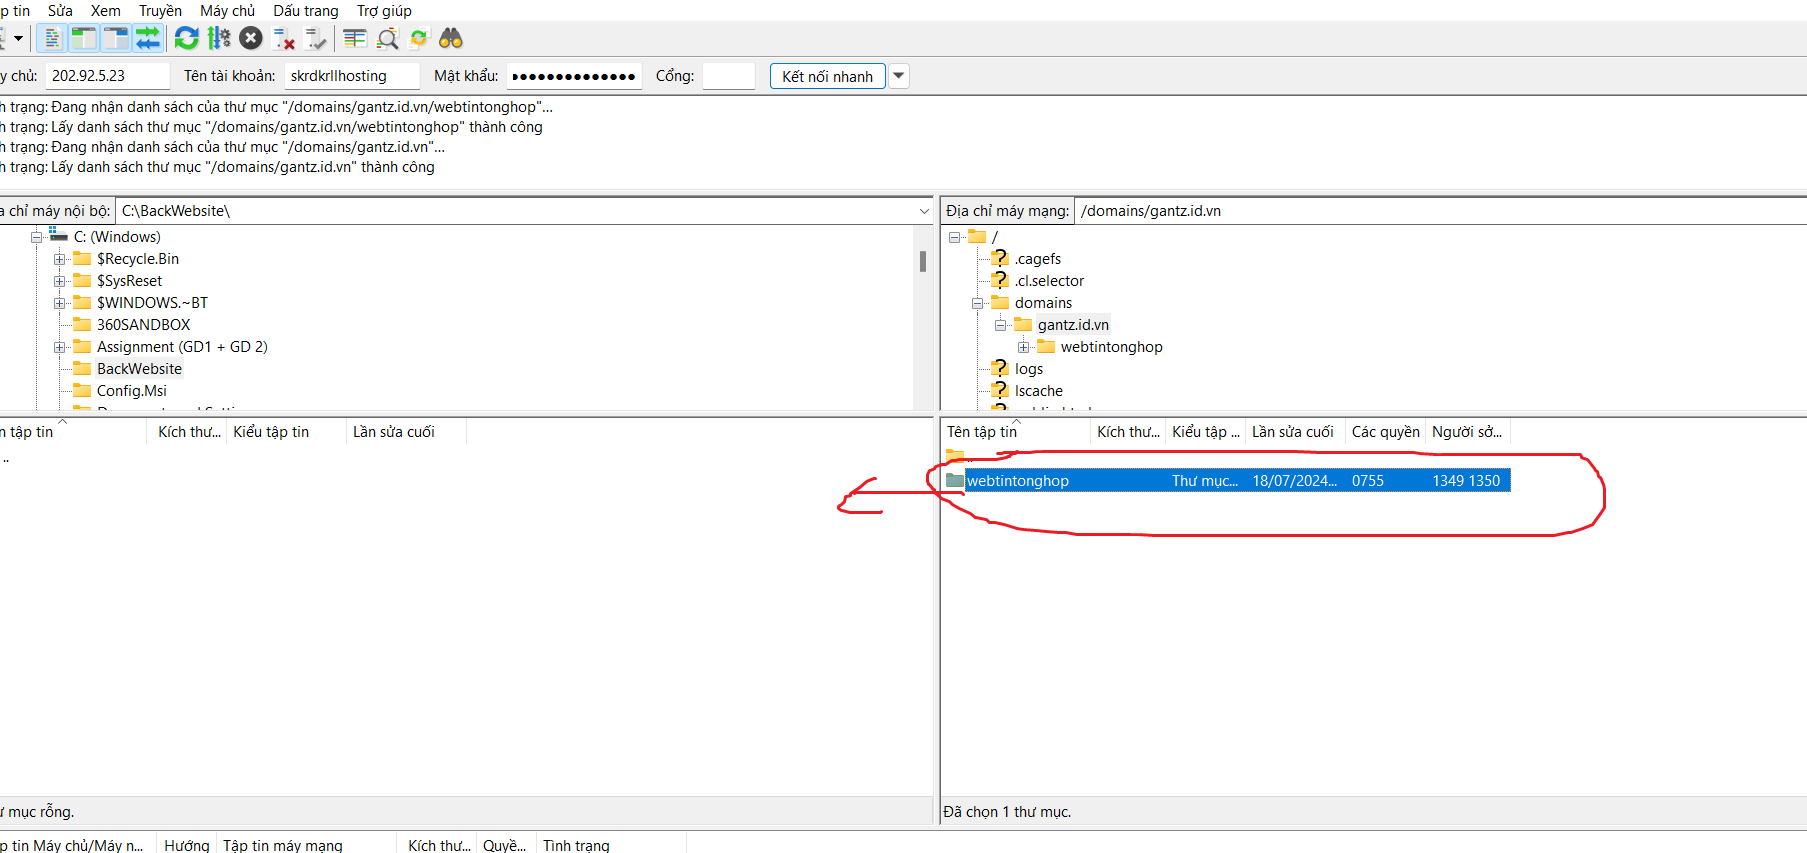 p tin Sửa Xem Truyền Máy chủ Dấu trang Trợ giúp
y chủ: 202.92.5.23 Tên tài khoản: skrdkrllhosting Mật khẩu: ●●●●●●●●●●●●●● Cổng: Kết nối nhanh
h trạng: Đang nhận danh sách của thư mục "/domains/gantz.id.vn/webtintonghop"...
h trạng: Lấy danh sách thư mục "/domains/gantz.id.vn/webtintonghop" thành công
h trạng: Đang nhận danh sách của thư mục "/domains/gantz.id.vn"...
h trạng: Lấy danh sách thư mục "/domains/gantz.id.vn" thành công
a chỉ máy nội bộ: C:\BackWebsite\
C: (Windows)
$Recycle.Bin
$SysReset
$WINDOWS.~BT
360SANDBOX
Assignment (GD1 + GD 2)
BackWebsite
Config.Msi
n tập tin Kích thư... Kiểu tập tin Lần sửa cuối
..
ư mục rỗng.
Địa chỉ máy mạng: /domains/gantz.id.vn
/
.cagefs
.cl.selector
domains
gantz.id.vn
webtintonghop
logs
lscache
Tên tập tin Kích thư... Kiểu tập ... Lần sửa cuối Các quyền Người sở...
..
webtintonghop Thư mục... 18/07/2024... 0755 1349 1350
Đã chọn 1 thư mục.
p tin Máy chủ/Máy n... Hướng Tập tin máy mạng Kích thư... Quyề... Tình trạng